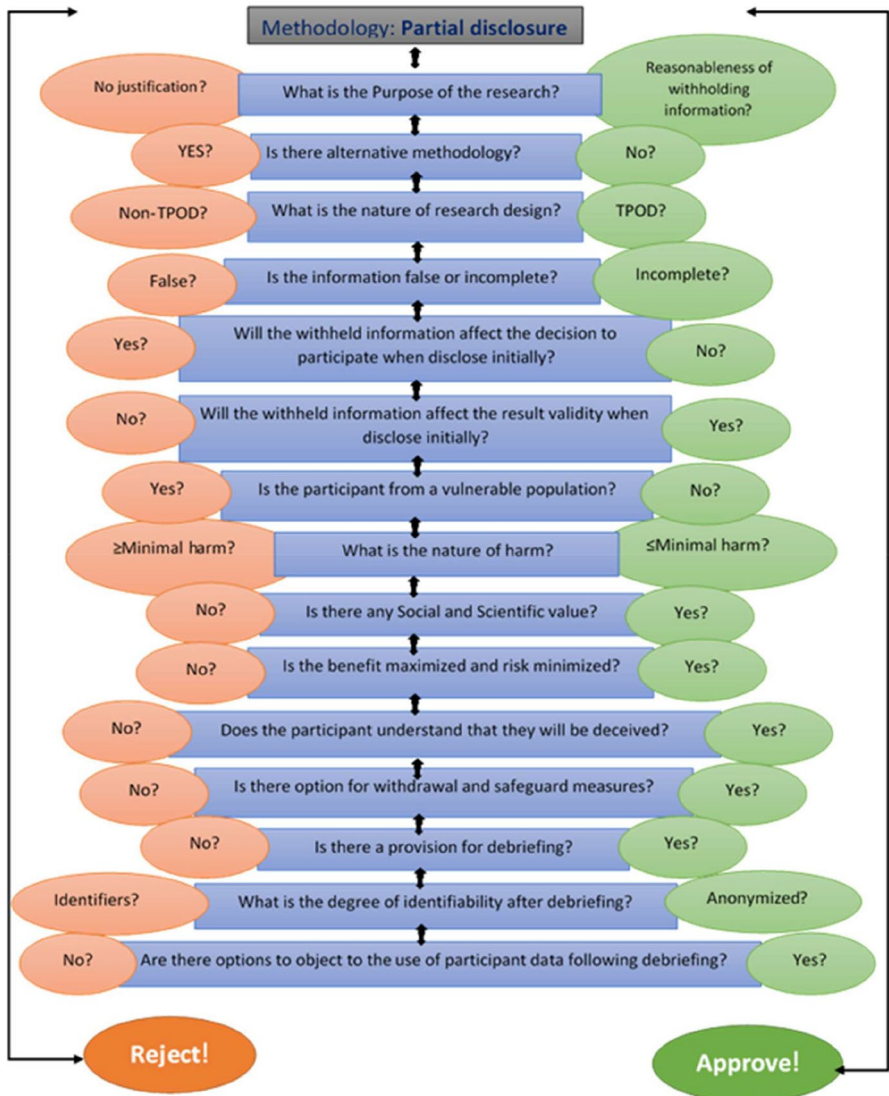 Methodology: Partial disclosure
No justification?
What is the Purpose of the research?
Reasonableness of
withholding
information?
YES?
Is there alternative methodology?
No?
Non-TPOD?
What is the nature of research design?
TPOD?
False?
Is the information false or incomplete?
Incomplete?
Yes?
Will the withheld information affect the decision to
participate when disclose initially?
No?
No?
Will the withheld information affect the result validity when
disclose initially?
Yes?
Yes?
Is the participant from a vulnerable population?
No?
≥Minimal harm?
What is the nature of harm?
≤Minimal harm?
No?
Is there any Social and Scientific value?
Yes?
No?
Is the benefit maximized and risk minimized?
Yes?
No?
Does the participant understand that they will be deceived?
Yes?
No?
Is there option for withdrawal and safeguard measures?
Yes?
No?
Is there a provision for debriefing?
Yes?
Identifiers?
What is the degree of identifiability after debriefing?
Anonymized?
No?
Are there options to object to the use of participant data following debriefing?
Yes?
Reject!
Approve!